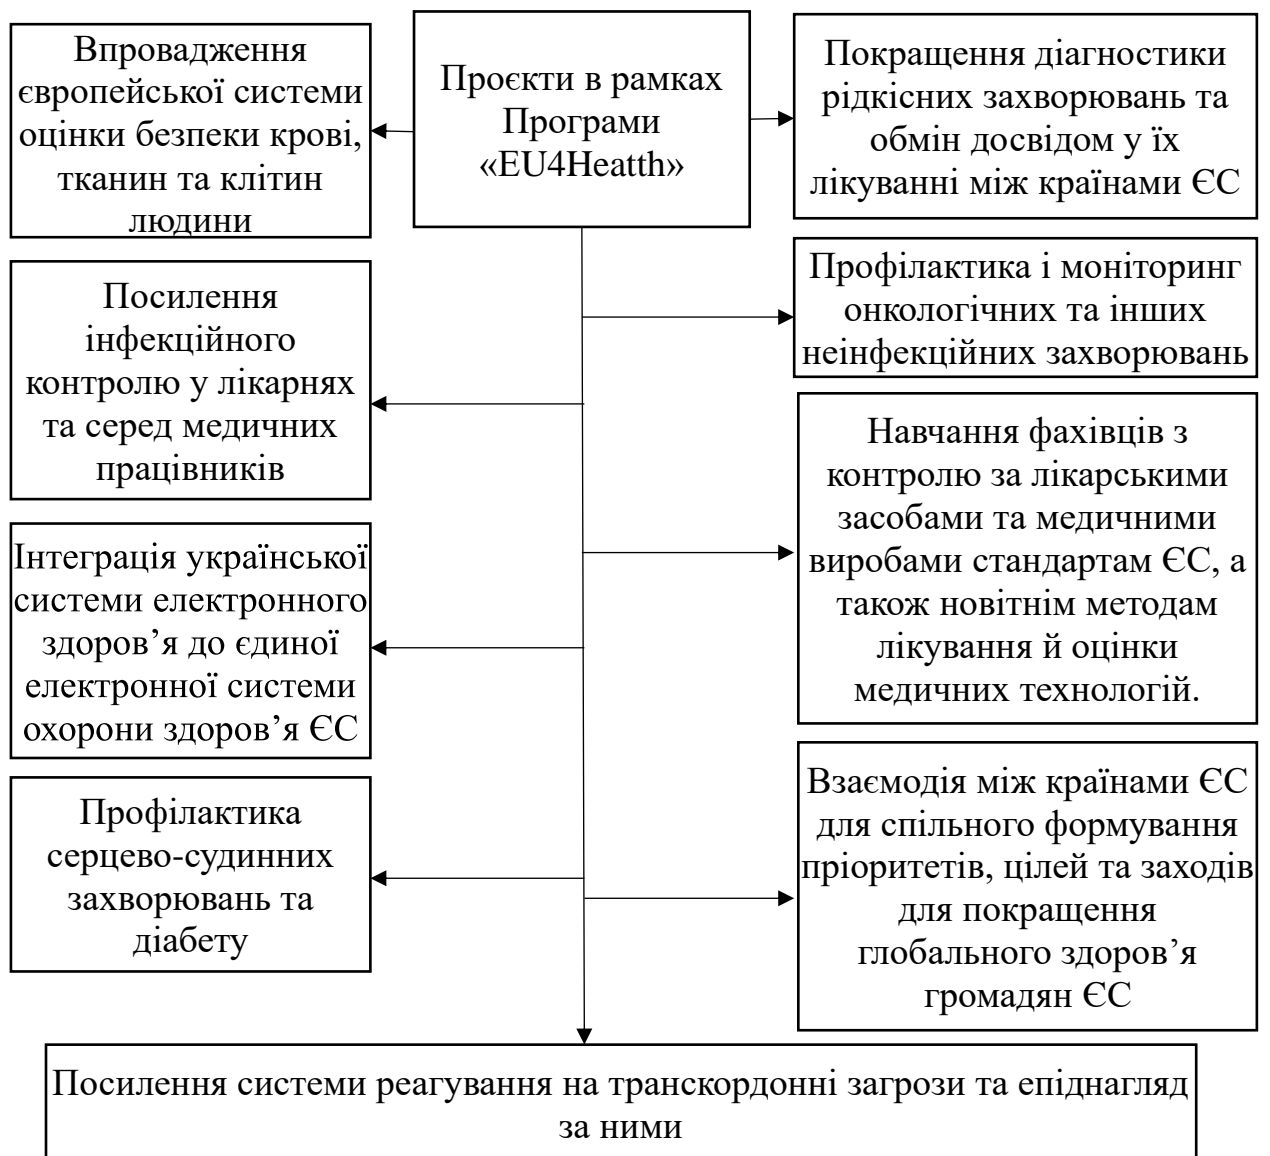 Проєкти в рамках
Програми
«EU4Heatth»
Впровадження
європейської системи
оцінки безпеки крові,
тканин та клітин
людини
Покращення діагностики
рідкісних захворювань та
обмін досвідом у їх
лікуванні між країнами ЄС
Посилення
інфекційного
контролю у лікарнях
та серед медичних
працівників
Профілактика і моніторинг
онкологічних та інших
неінфекційних захворювань
Інтеграція української
системи електронного
здоров’я до єдиної
електронної системи
охорони здоров’я ЄС
Навчання фахівців з
контролю за лікарськими
засобами та медичними
виробами стандартам ЄС, а
також новітнім методам
лікування й оцінки
медичних технологій.
Профілактика
серцево-судинних
захворювань та
діабету
Взаємодія між країнами ЄС
для спільного формування
пріоритетів, цілей та заходів
для покращення
глобального здоров’я
громадян ЄС
Посилення системи реагування на транскордонні загрози та епіднагляд
за ними